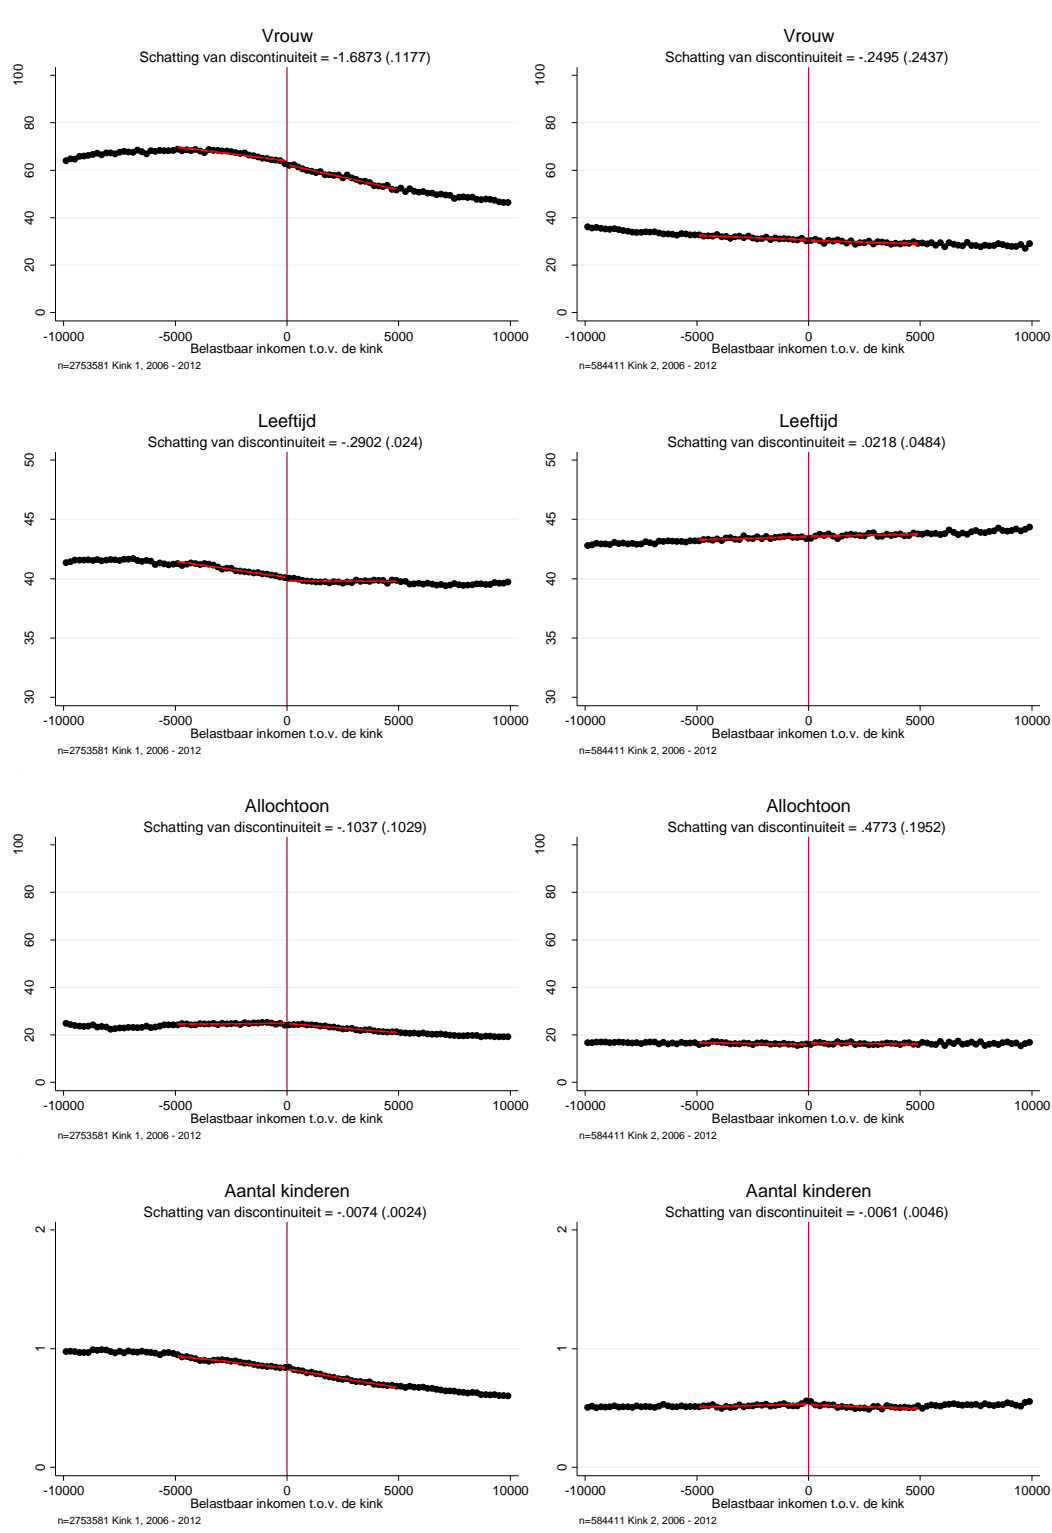 Vrouw
Schatting van discontinuiteit = -1.6873 (.1177)
100
80
60
40
20
0
-10000 -5000 0 5000 10000
Belastbaar inkomen t.o.v. de kink
n=2753581 Kink 1, 2006 - 2012
Vrouw
Schatting van discontinuiteit = -.2495 (.2437)
100
80
60
40
20
0
-10000 -5000 0 5000 10000
Belastbaar inkomen t.o.v. de kink
n=584411 Kink 2, 2006 - 2012
Leeftijd
Schatting van discontinuiteit = -.2902 (.024)
50
45
40
35
30
-10000 -5000 0 5000 10000
Belastbaar inkomen t.o.v. de kink
n=2753581 Kink 1, 2006 - 2012
Leeftijd
Schatting van discontinuiteit = .0218 (.0484)
50
45
40
35
30
-10000 -5000 0 5000 10000
Belastbaar inkomen t.o.v. de kink
n=584411 Kink 2, 2006 - 2012
Allochtoon
Schatting van discontinuiteit = -.1037 (.1029)
100
80
60
40
20
0
-10000 -5000 0 5000 10000
Belastbaar inkomen t.o.v. de kink
n=2753581 Kink 1, 2006 - 2012
Allochtoon
Schatting van discontinuiteit = .4773 (.1952)
100
80
60
40
20
0
-10000 -5000 0 5000 10000
Belastbaar inkomen t.o.v. de kink
n=584411 Kink 2, 2006 - 2012
Aantal kinderen
Schatting van discontinuiteit = -.0074 (.0024)
2
1
0
-10000 -5000 0 5000 10000
Belastbaar inkomen t.o.v. de kink
n=2753581 Kink 1, 2006 - 2012
Aantal kinderen
Schatting van discontinuiteit = -.0061 (.0046)
2
1
0
-10000 -5000 0 5000 10000
Belastbaar inkomen t.o.v. de kink
n=584411 Kink 2, 2006 - 2012